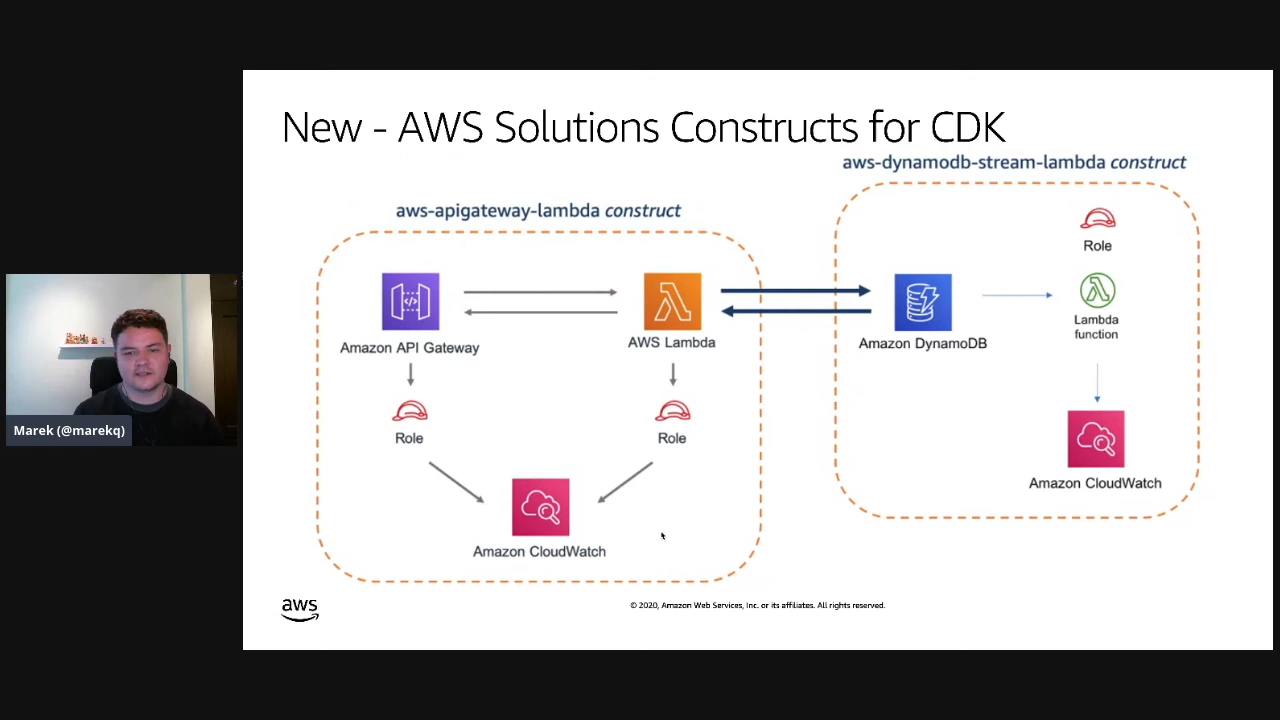 New - AWS Solutions Constructs for CDK
aws-dynamodb-stream-lambda construct
aws-apigateway-lambda construct
Role
Amazon API Gateway
AWS Lambda
Amazon DynamoDB
Lambda
function
Role
Role
Amazon CloudWatch
Amazon CloudWatch
Marek (@marekq)
aws
© 2020, Amazon Web Services, Inc. or its affiliates. All rights reserved.